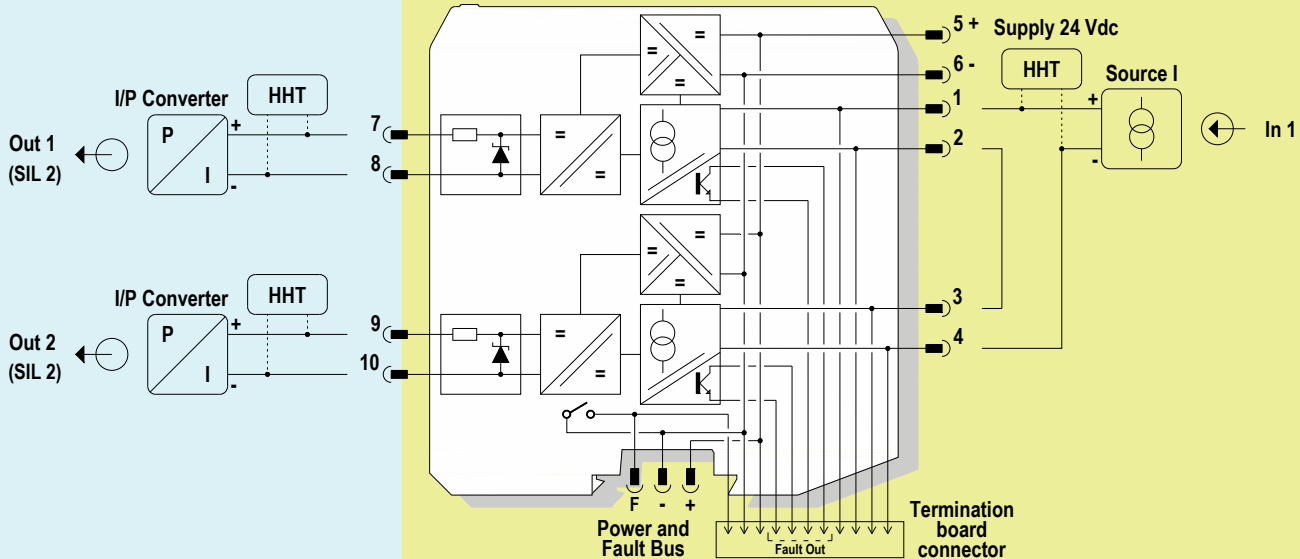 5 + Supply 24 Vdc
6 -
HHT
Source I
I/P Converter
HHT
1
+
-
In 1
2
Out 1
(SIL 2)
P
I
+
-
7
8
=
=
=
=
=
I/P Converter
HHT
=
=
=
3
4
Out 2
(SIL 2)
P
I
+
-
9
10
=
=
F - +
Power and
Fault Bus
Fault Out
Termination
board
connector